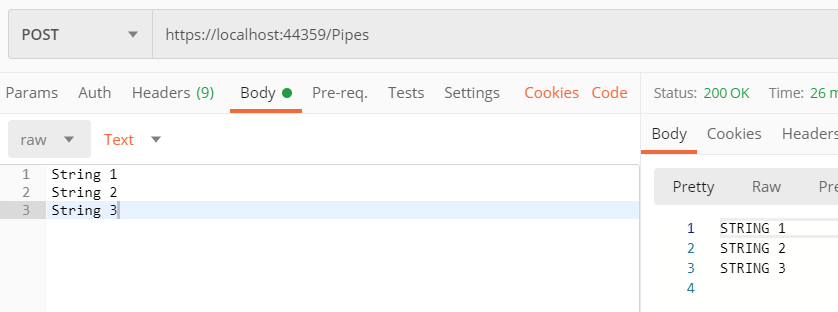 POST https://localhost:44359/Pipes
Params Auth Headers (9) Body Pre-req. Tests Settings Cookies Code Status: 200 OK Time: 26 m
raw Text Body Cookies Headers
Pretty Raw Pre
1 String 1
2 String 2
3 String 3
1 STRING 1
2 STRING 2
3 STRING 3
4